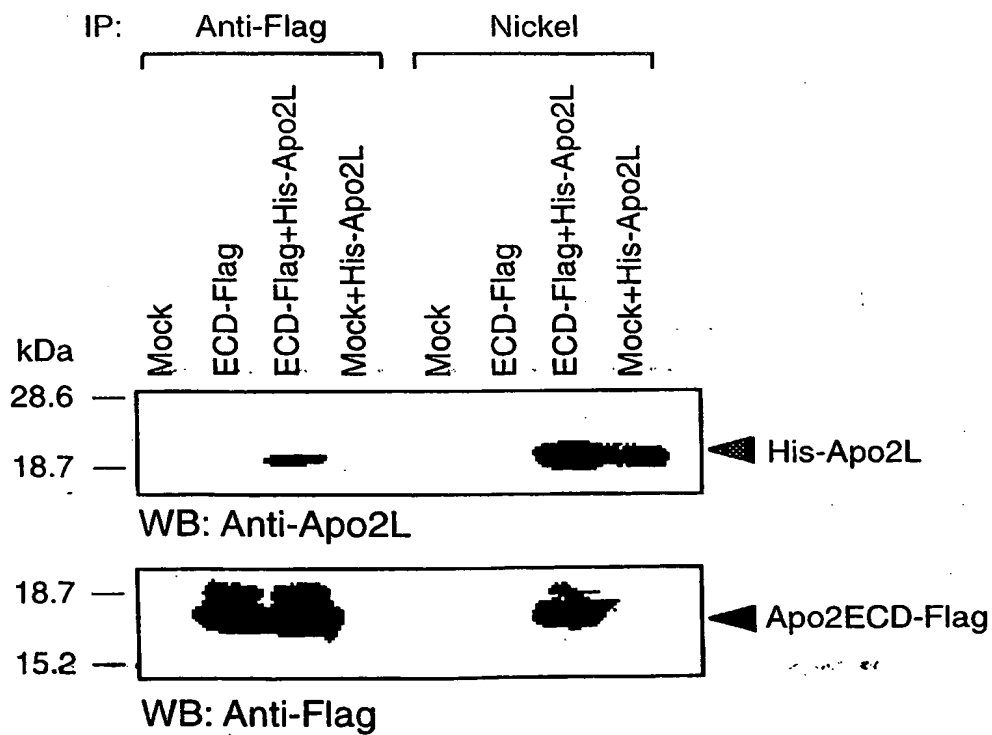 IP: Anti-Flag Nickel
Mock
ECD-Flag
ECD-Flag+His-Apo2L
Mock+His-Apo2L
Mock
ECD-Flag
ECD-Flag+His-Apo2L
Mock+His-Apo2L
kDa
28.6
18.7
His-Apo2L
WB: Anti-Apo2L
18.7
Apo2ECD-Flag
15.2
WB: Anti-Flag